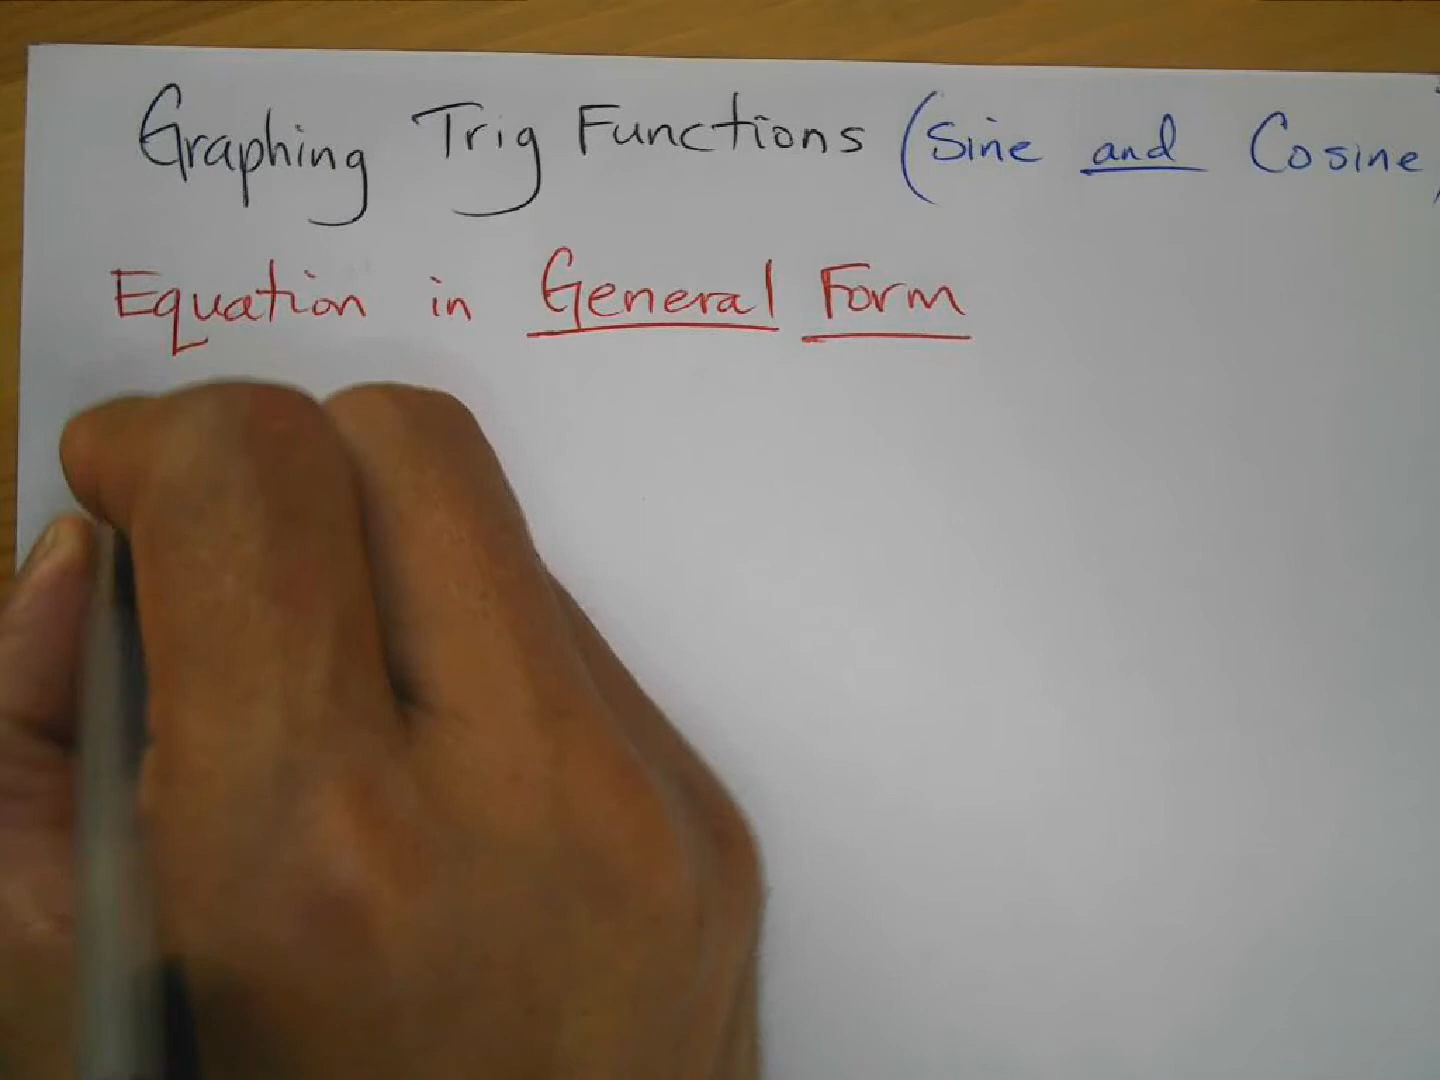 Graphing Trig Functions (Sine and Cosine)
Equation in General Form